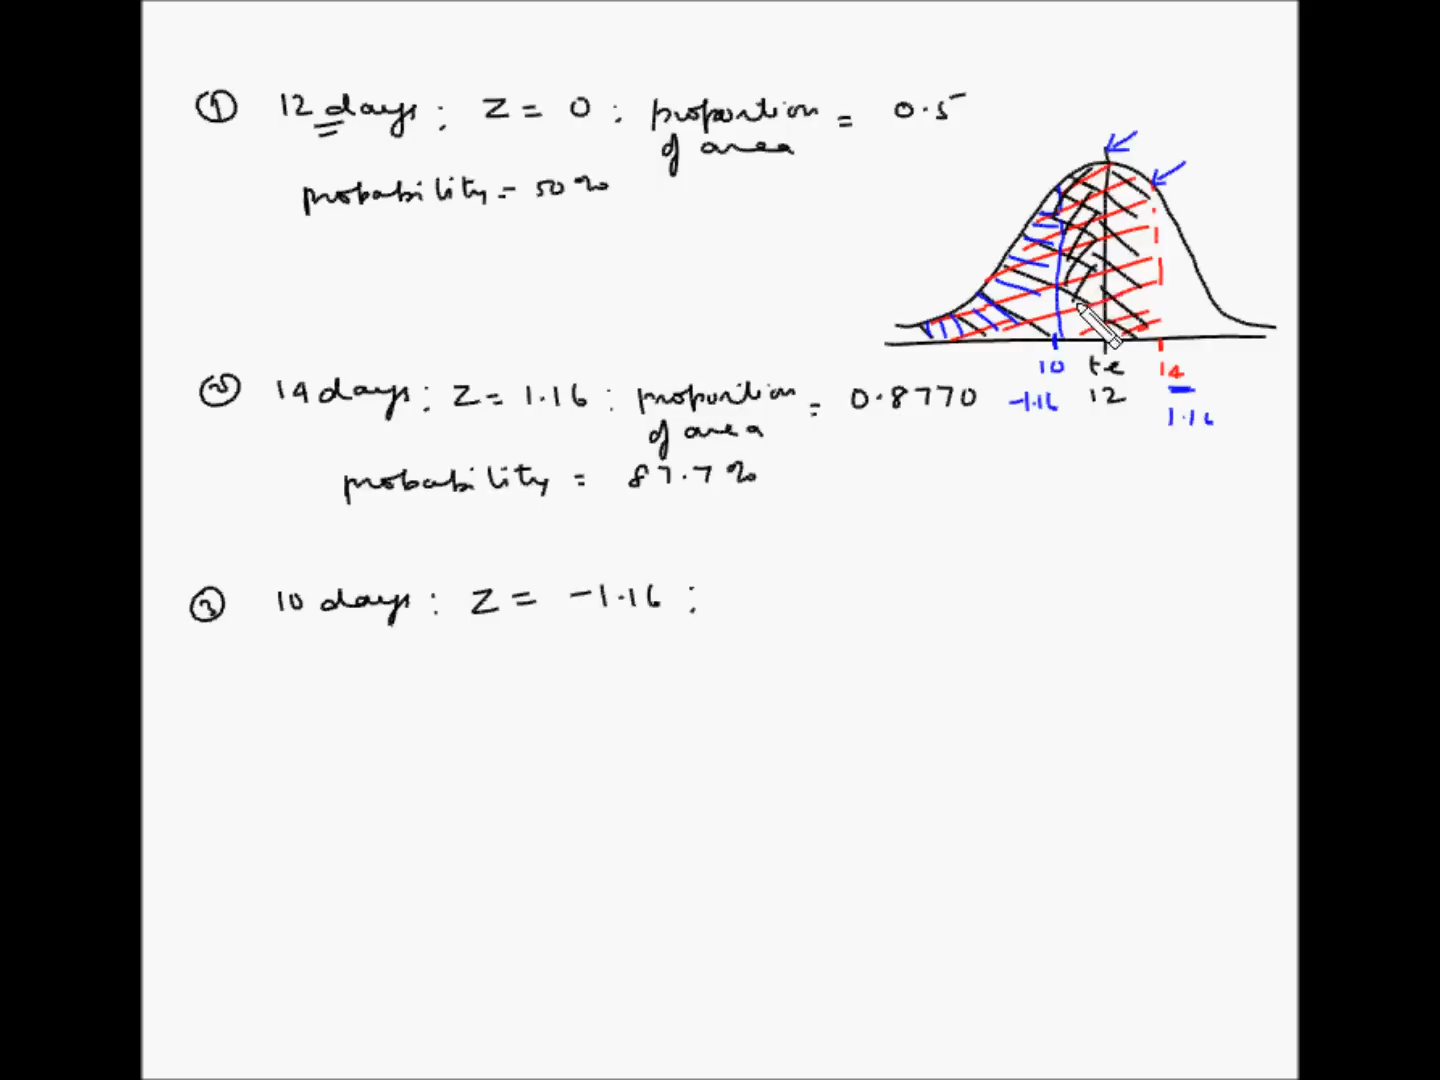 ① 12 days : Z = 0 : proportion of area = 0.5
probability = 50%
10 te 14
② 14 days : Z = 1.16 : proportion of area = 0.8770
-1.16 12 1.16
probability = 87.7%
③ 10 days : Z = -1.16 :